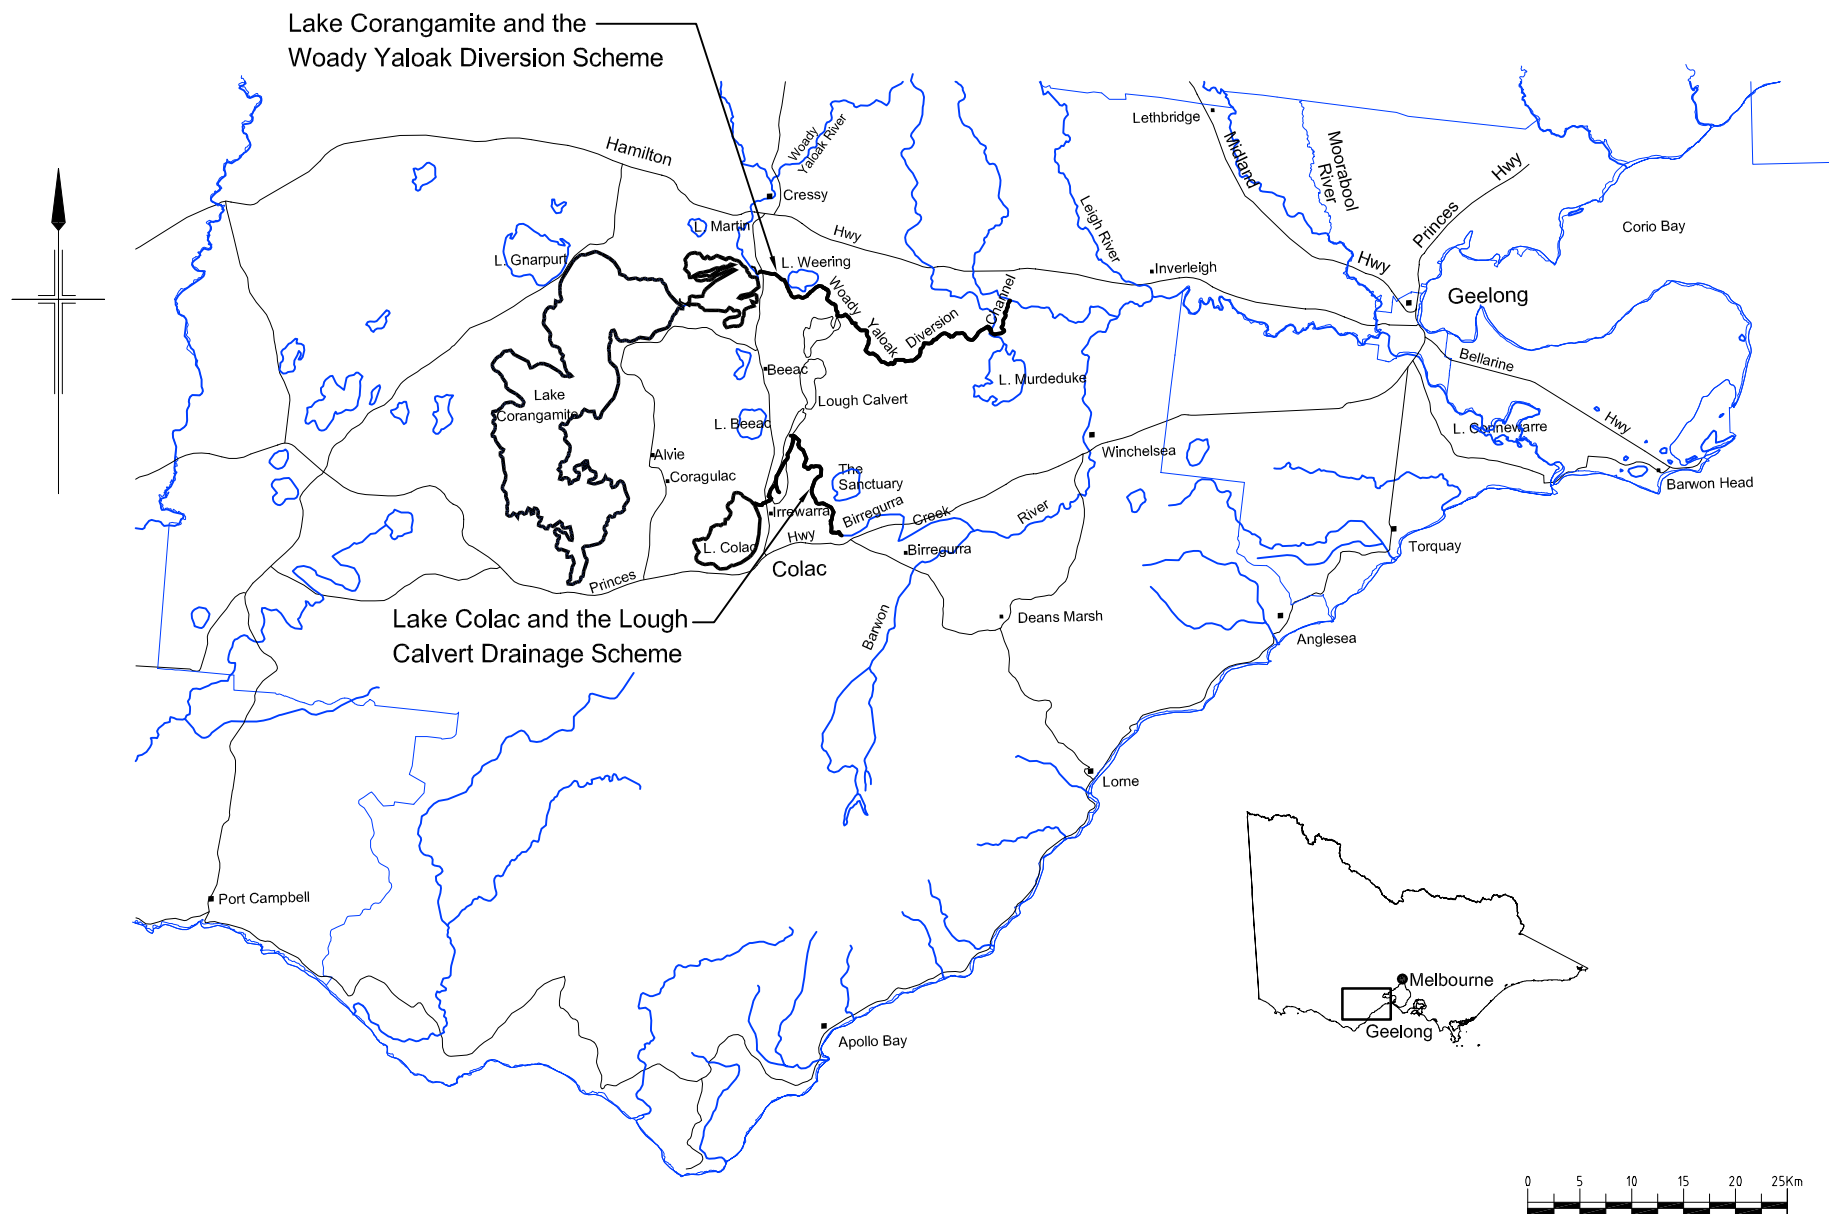 Lake Corangamite and the
Woady Yaloak Diversion Scheme
Lethbridge
Hamilton
Woady
Yaloak River
Midland
Moorabool
River
Hwy
Princes
Cressy
Leigh River
L. Martin
Hwy
Corio Bay
L. Gnarpurt
L. Weering
Inverleigh
Hwy
Geelong
Woady
Yaloak
Diversion
Channel
Bellarine
Hwy
Beeac
L. Murdeduke
Lake
Corangamite
Lough Calvert
L. Beeac
L. Connewarre
Winchelsea
Alvie
Coragulac
The
Sanctuary
Barwon Head
Irrewarra
Birregurra
Creek
River
Hwy
L. Colac
Birregurra
Torquay
Princes
Colac
Lake Colac and the Lough
Calvert Drainage Scheme
Barwon
Deans Marsh
Anglesea
Lorne
Port Campbell
Melbourne
Geelong
Apollo Bay
0 5 10 15 20 25Km